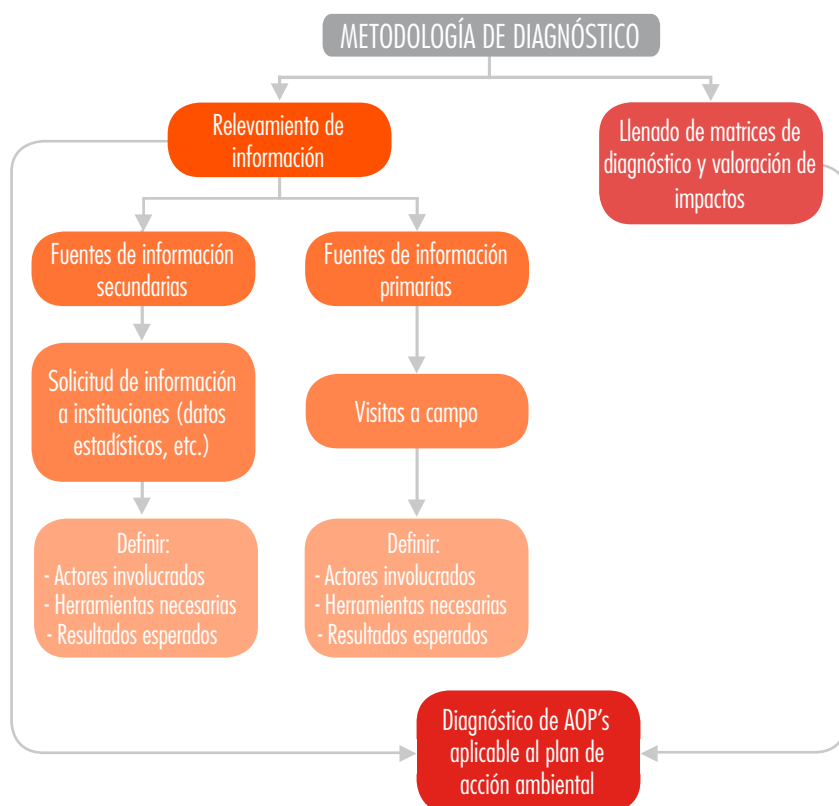 METODOLOGÍA DE DIAGNÓSTICO
Relevamiento de
información
Llenado de matrices de
diagnóstico y valoración de
impactos
Fuentes de información
secundarias
Fuentes de información
primarias
Solicitud de información
a instituciones (datos
estadísticos, etc.)
Visitas a campo
Definir:
- Actores involucrados
- Herramientas necesarias
- Resultados esperados
Definir:
- Actores involucrados
- Herramientas necesarias
- Resultados esperados
Diagnóstico de AOP's
aplicable al plan de
acción ambiental